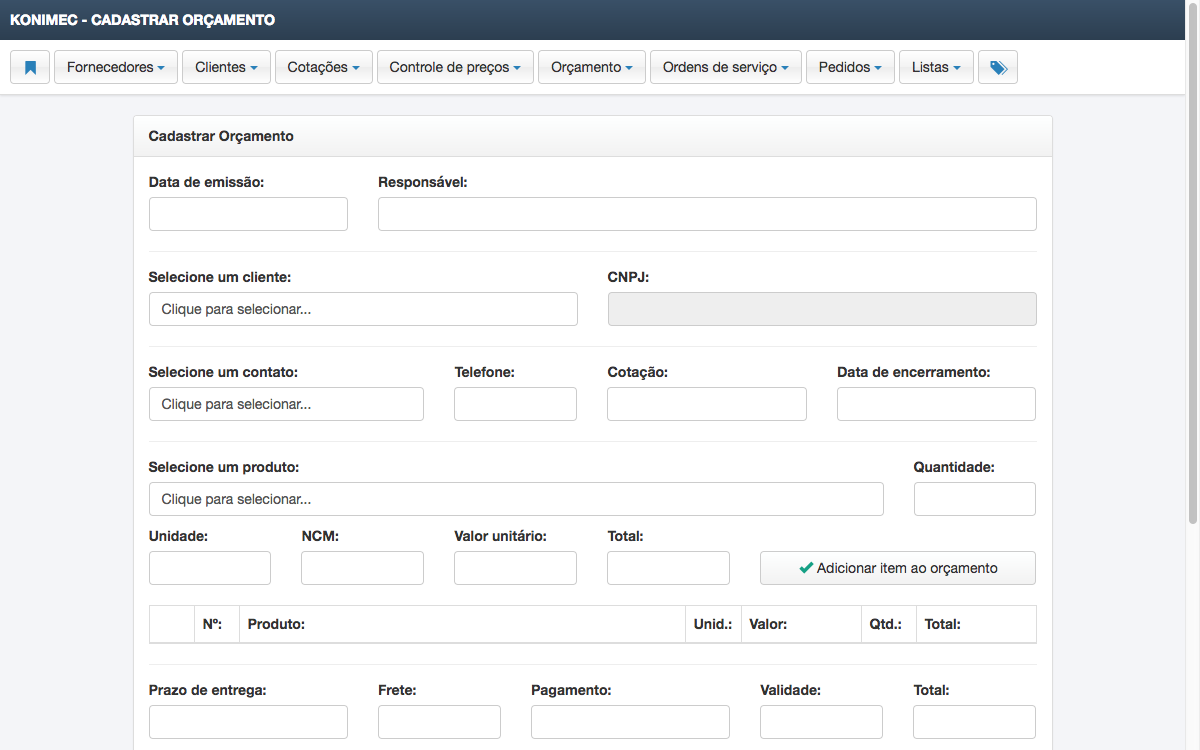 KONIMEC - CADASTRAR ORÇAMENTO
Fornecedores Clientes Cotações Controle de preços Orçamento Ordens de serviço Pedidos Listas
Cadastrar Orçamento
Data de emissão: Responsável:
Selecione um cliente: CNPJ:
Clique para selecionar...
Selecione um contato: Telefone: Cotação: Data de encerramento:
Clique para selecionar...
Selecione um produto: Quantidade:
Clique para selecionar...
Unidade: NCM: Valor unitário: Total:
Adicionar item ao orçamento
Nº: Produto: Unid.: Valor: Qtd.: Total:
Prazo de entrega: Frete: Pagamento: Validade: Total: